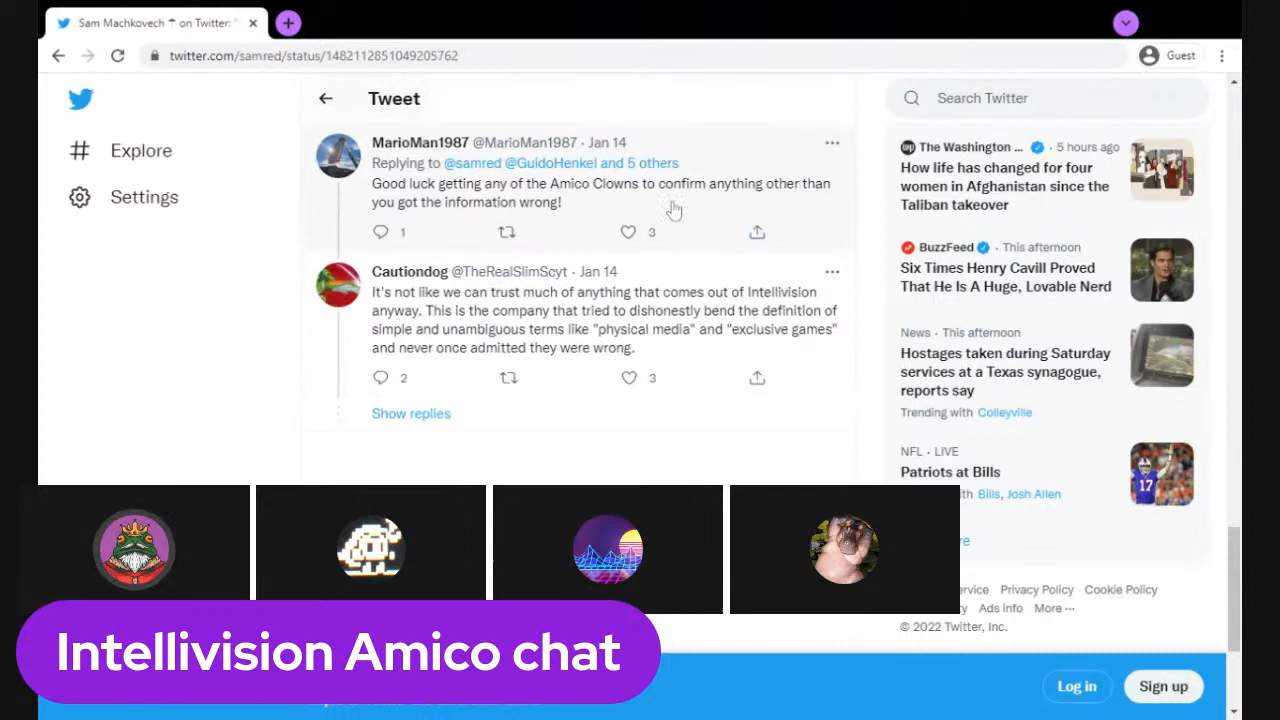 Sam Machkovech ☂ on Twitter: "
twitter.com/samred/status/1482112851049205762
Guest
Explore
Settings
Tweet
MarioMan1987 @MarioMan1987 · Jan 14
Replying to @samred @GuidoHenkel and 5 others
Good luck getting any of the Amico Clowns to confirm anything other than
you got the information wrong!
1
3
Cautiondog @TheRealSlimScyt · Jan 14
It's not like we can trust much of anything that comes out of Intellivision
anyway. This is the company that tried to dishonestly bend the definition of
simple and unambiguous terms like "physical media" and "exclusive games"
and never once admitted they were wrong.
2
3
Show replies
Search Twitter
The Washington ... · 5 hours ago
How life has changed for four
women in Afghanistan since the
Taliban takeover
BuzzFeed · This afternoon
Six Times Henry Cavill Proved
That He Is A Huge, Lovable Nerd
News · This afternoon
Hostages taken during Saturday
services at a Texas synagogue,
reports say
Trending with Colleyville
NFL · LIVE
Patriots at Bills
with Bills, Josh Allen
Privacy Policy Cookie Policy
Ads info More ···
© 2022 Twitter, Inc.
Intellivision Amico chat
Log in
Sign up